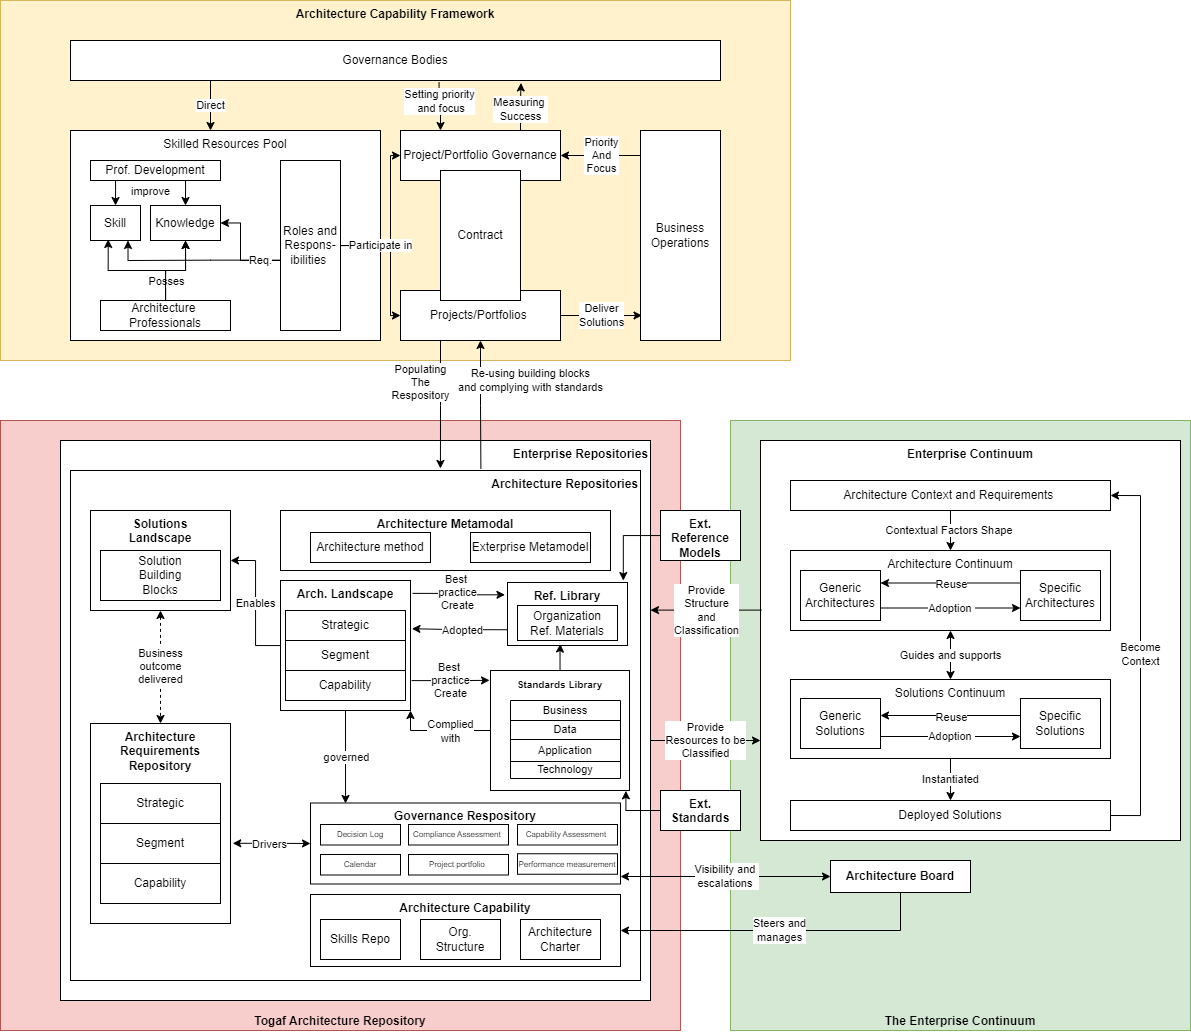 Architecture Capability Framework
Governance Bodies
Direct
Setting priority
and focus
Measuring
Success
Skilled Resources Pool
Prof. Development
improve
Skill
Knowledge
Roles and
Respons-
ibilities
Req.
Posses
Architecture
Professionals
Participate in
Project/Portfolio Governance
Contract
Projects/Portfolios
Priority
And
Focus
Business
Operations
Deliver
Solutions
Populating
The
Respository
Re-using building blocks
and complying with standards
Enterprise Repositories
Architecture Repositories
Solutions
Landscape
Solution
Building
Blocks
Enables
Business
outcome
delivered
Architecture
Requirements
Repository
Strategic
Segment
Capability
Drivers
Architecture Metamodal
Architecture method
Exterprise Metamodel
Arch. Landscape
Strategic
Segment
Capability
Best
practice
Create
Adopted
Best
practice
Create
Complied
with
governed
Ref. Library
Organization
Ref. Materials
Standards Library
Business
Data
Application
Technology
Governance Respository
Decision Log
Compliance Assessment
Capability Assessment
Calendar
Project portfolio
Performance measurement
Architecture Capability
Skills Repo
Org.
Structure
Architecture
Charter
Togaf Architecture Repository
Ext.
Reference
Models
Provide
Structure
and
Classification
Provide
Resources to be
Classified
Ext.
Standards
Visibility and
escalations
Steers and
manages
Enterprise Continuum
Architecture Context and Requirements
Contextual Factors Shape
Architecture Continuum
Generic
Architectures
Reuse
Adoption
Specific
Architectures
Guides and supports
Become
Context
Solutions Continuum
Generic
Solutions
Reuse
Adoption
Specific
Solutions
Instantiated
Deployed Solutions
Architecture Board
The Enterprise Continuum